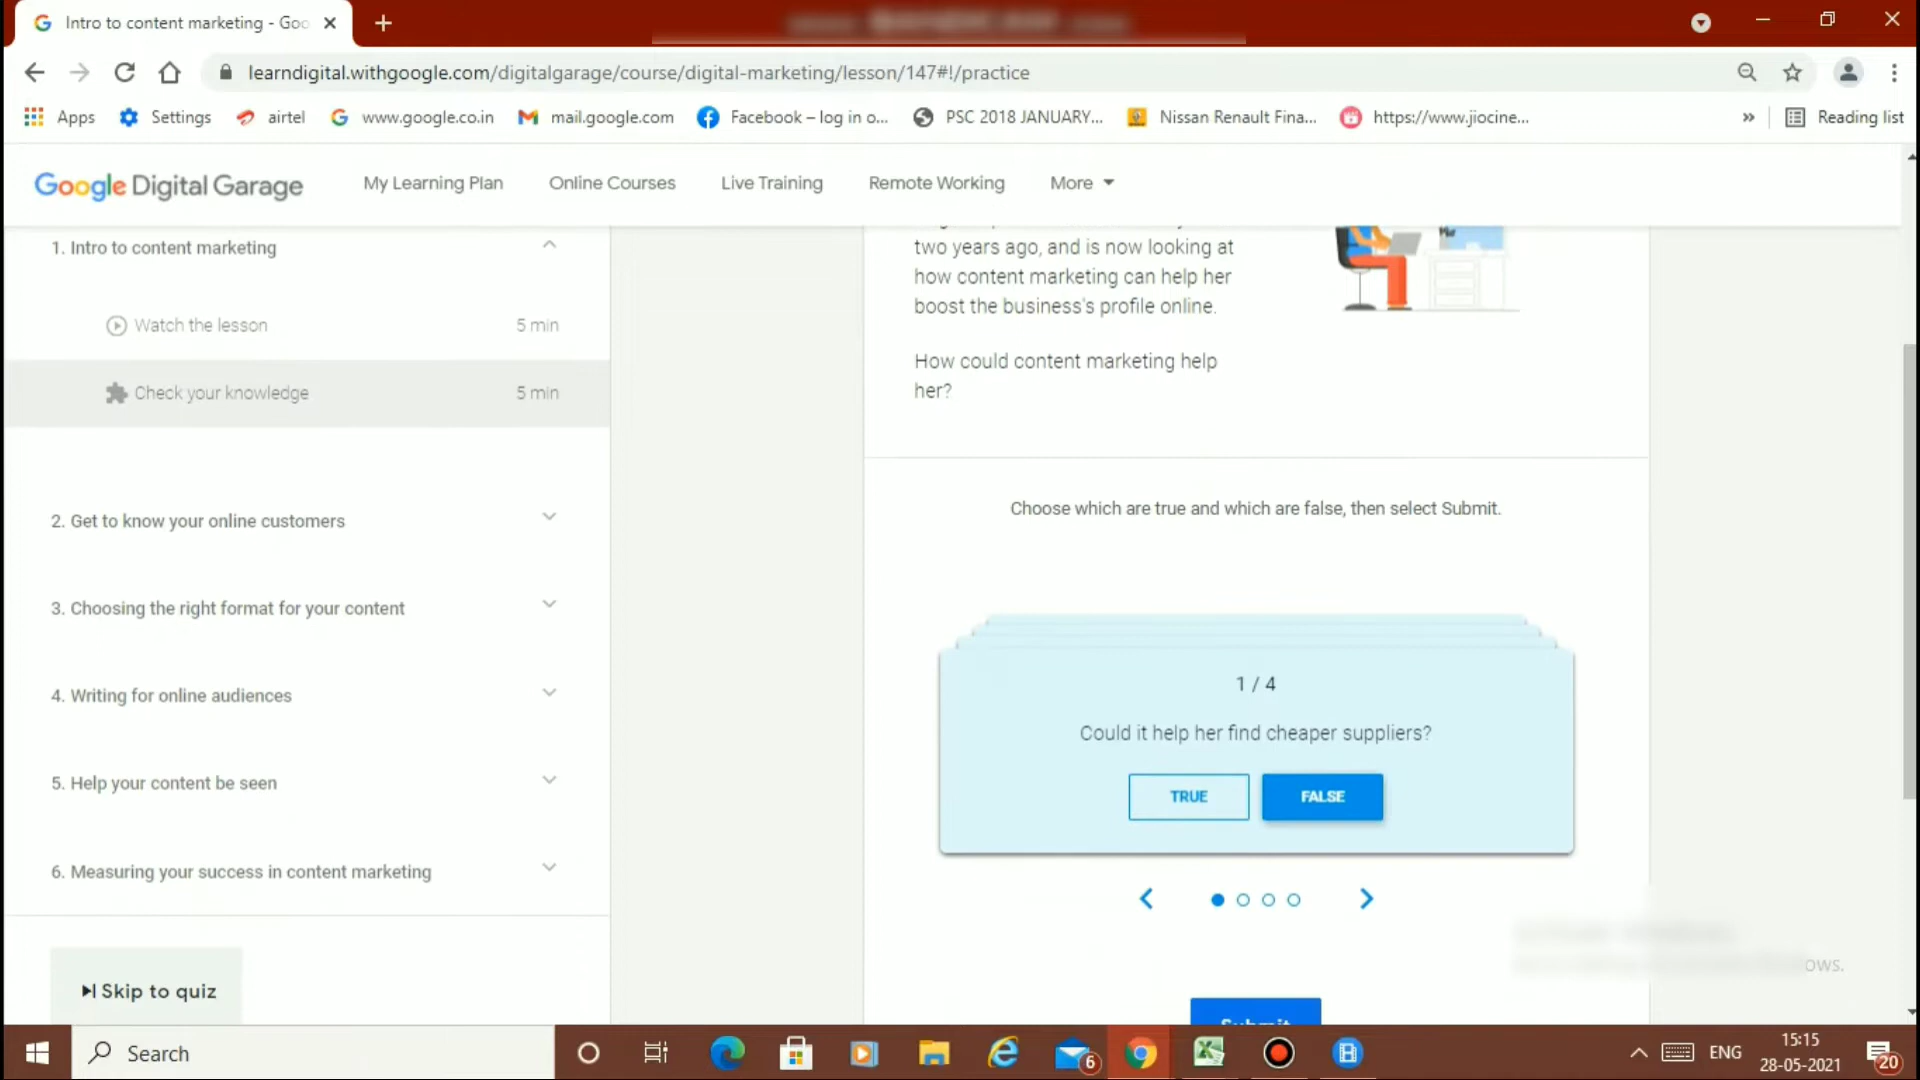 Intro to content marketing - Goo
learndigital.withgoogle.com/digitalgarage/course/digital-marketing/lesson/147#!/practice
Apps Settings airtel www.google.co.in mail.google.com Facebook – log in o... PSC 2018 JANUARY... Nissan Renault Fina... https://www.jiocine... » Reading list
Google Digital Garage My Learning Plan Online Courses Live Training Remote Working More
1. Intro to content marketing
Watch the lesson 5 min
Check your knowledge 5 min
2. Get to know your online customers
3. Choosing the right format for your content
4. Writing for online audiences
5. Help your content be seen
6. Measuring your success in content marketing
Skip to quiz
two years ago, and is now looking at
how content marketing can help her
boost the business's profile online.
How could content marketing help
her?
Choose which are true and which are false, then select Submit.
1 / 4
Could it help her find cheaper suppliers?
TRUE FALSE
Submit
ows.
Search
6
ENG
15:15
28-05-2021
20